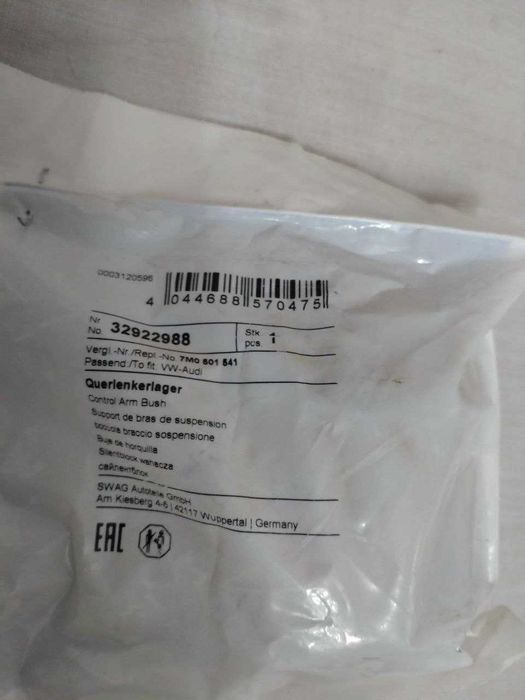 0003120596
4 044688 570475
Nr
No. 32922988
Stk.
pcs. 1
Vergl.-Nr./Repl.-No. 7M0 501 541
Passend./To fit. VW-Audi
Querlenkerlager
Control Arm Bush
Support de bras de suspension
boccola braccio sospensione
Buje de horquilla
Silentblock wahacza
сайлентблок
SWAG Autoteile GmbH
Am Kiesberg 4-6 | 42117 Wuppertal | Germany
EAC